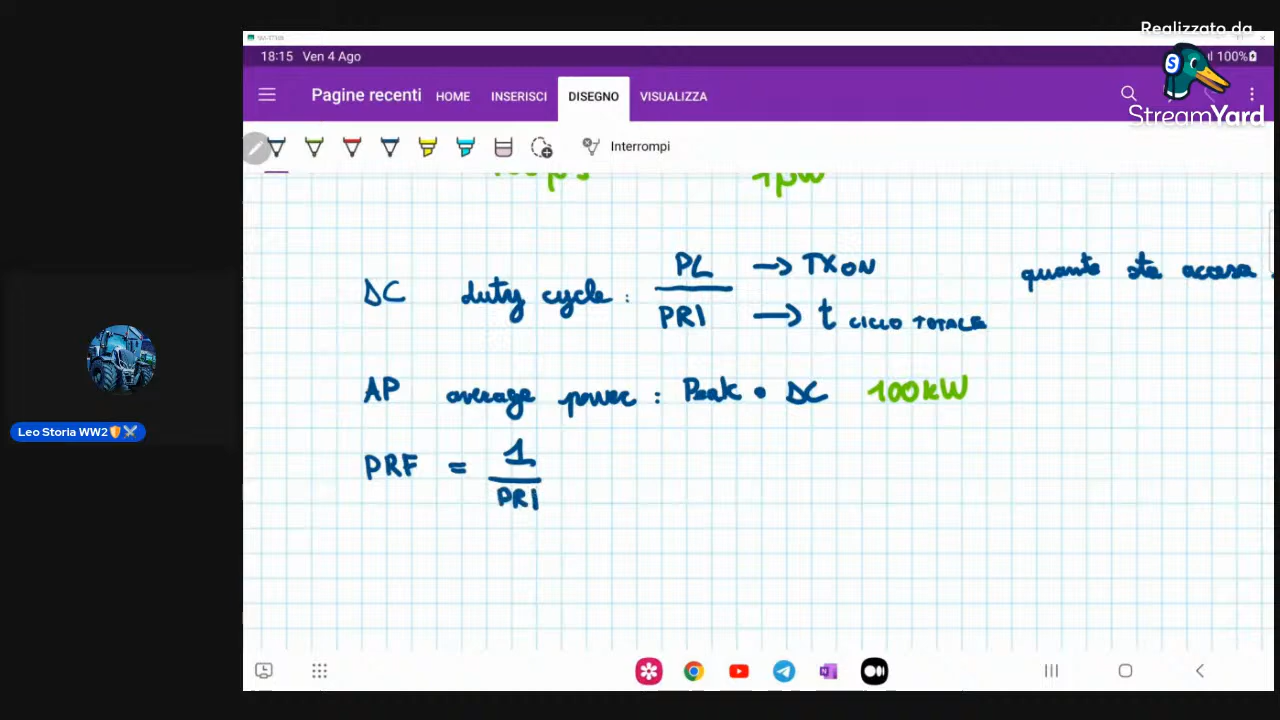 Realizzato da
StreamYard
18:15 Ven 4 Ago
100%
Pagine recenti HOME INSERISCI DISEGNO VISUALIZZA
Interrompi
DC duty cycle : PL → TX ON
PRI → t CICLO TOTALE
quanto sta accesa
AP average power : Peak • DC 100kW
PRF = 1
PRI
Leo Storia WW2